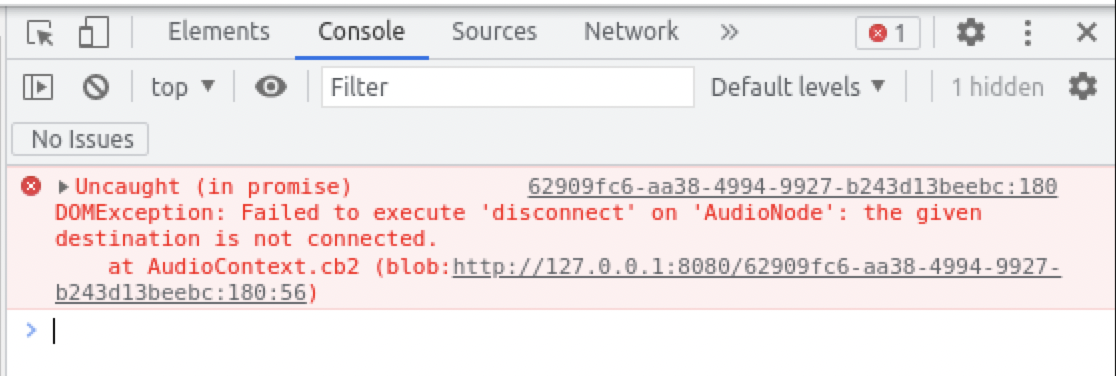 Elements Console Sources Network » 1
top ▼ Filter Default levels ▼ 1 hidden
No Issues
▶Uncaught (in promise) 62909fc6-aa38-4994-9927-b243d13beebc:180
DOMException: Failed to execute 'disconnect' on 'AudioNode': the given
destination is not connected.
at AudioContext.cb2 (blob:http://127.0.0.1:8080/62909fc6-aa38-4994-9927-
b243d13beebc:180:56)
>